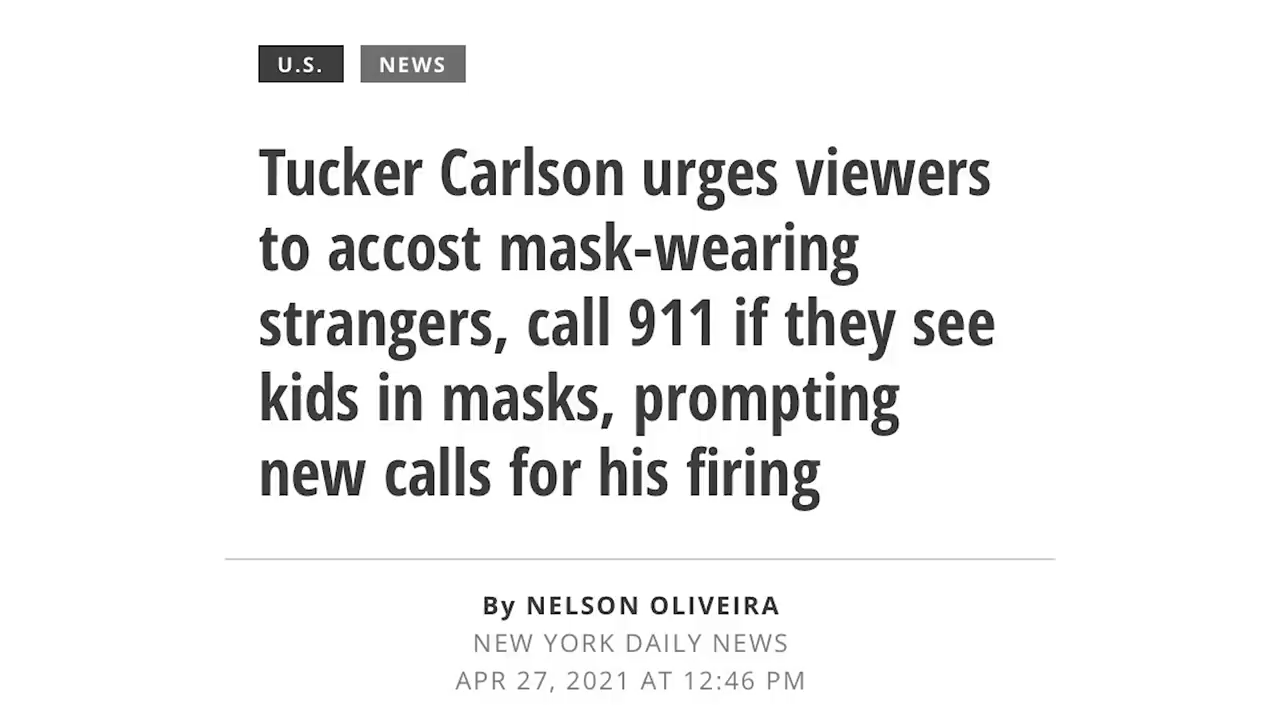 U.S. NEWS
Tucker Carlson urges viewers
to accost mask-wearing
strangers, call 911 if they see
kids in masks, prompting
new calls for his firing
By NELSON OLIVEIRA
NEW YORK DAILY NEWS
APR 27, 2021 AT 12:46 PM